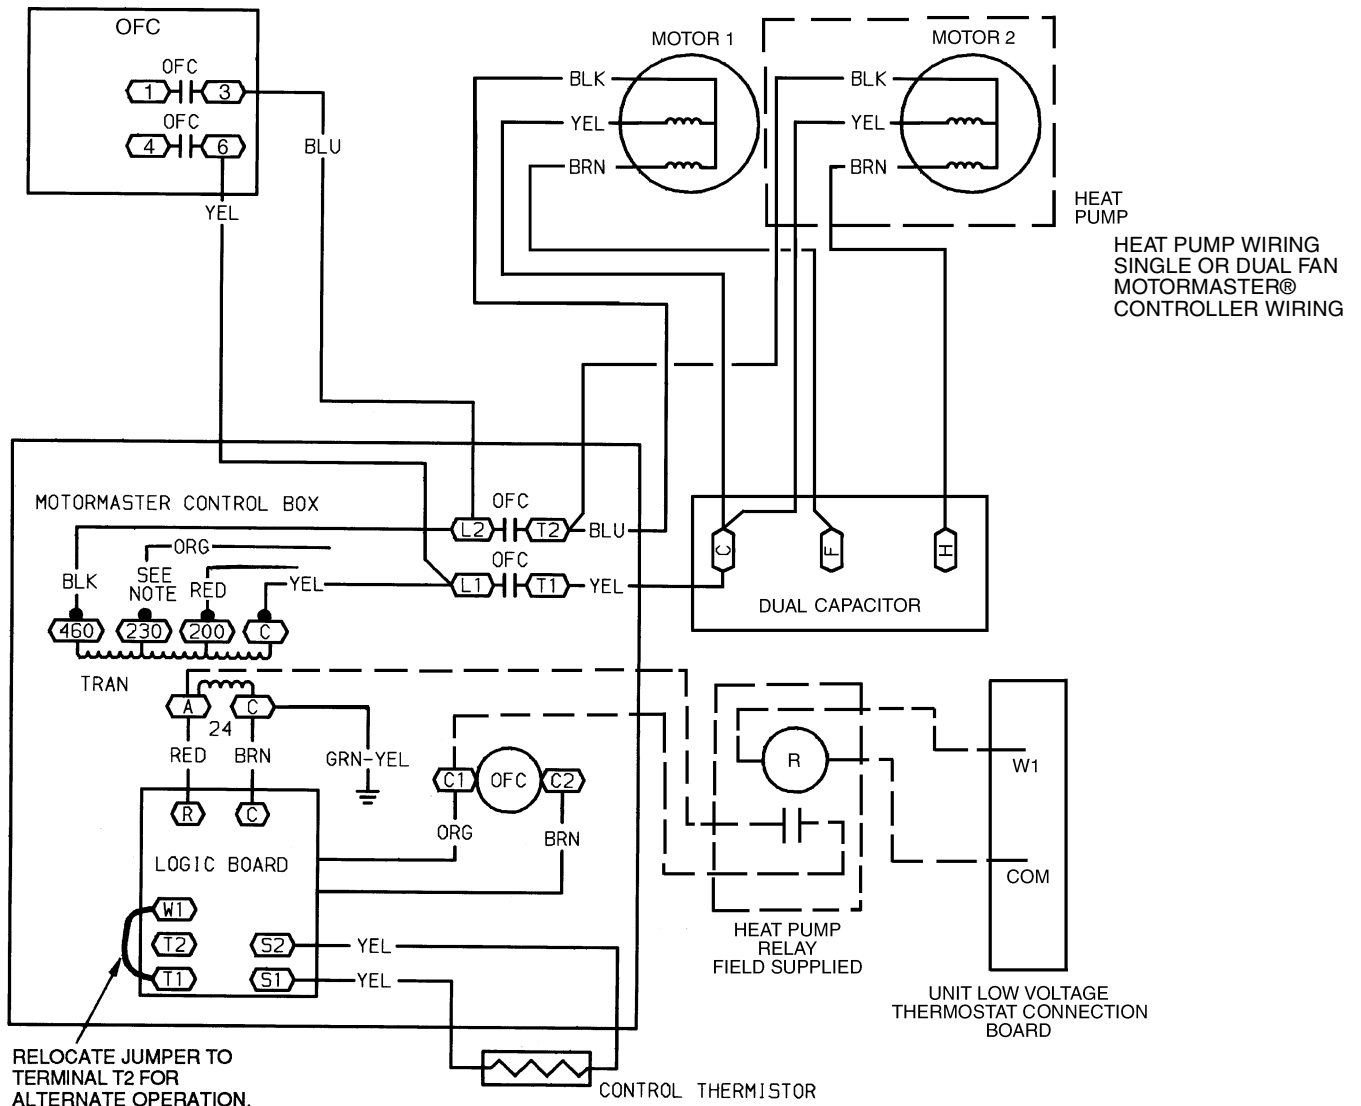 OFC
OFC
1
3
OFC
4
6
BLU
YEL
MOTOR 1
BLK
YEL
BRN
MOTOR 2
BLK
YEL
BRN
HEAT
PUMP
HEAT PUMP WIRING
SINGLE OR DUAL FAN
MOTORMASTER®
CONTROLLER WIRING
MOTORMASTER CONTROL BOX
OFC
L2
T2
BLU
OFC
L1
T1
YEL
ORG
BLK
SEE
NOTE
RED
YEL
460
230
200
C
TRAN
C
F
H
DUAL CAPACITOR
A
C
24
RED
BRN
GRN-YEL
R
C
LOGIC BOARD
C1
OFC
C2
ORG
BRN
W1
T2
T1
S2
S1
YEL
YEL
R
HEAT PUMP
RELAY
FIELD SUPPLIED
W1
COM
UNIT LOW VOLTAGE
THERMOSTAT CONNECTION
BOARD
RELOCATE JUMPER TO
TERMINAL T2 FOR
ALTERNATE OPERATION.
CONTROL THERMISTOR